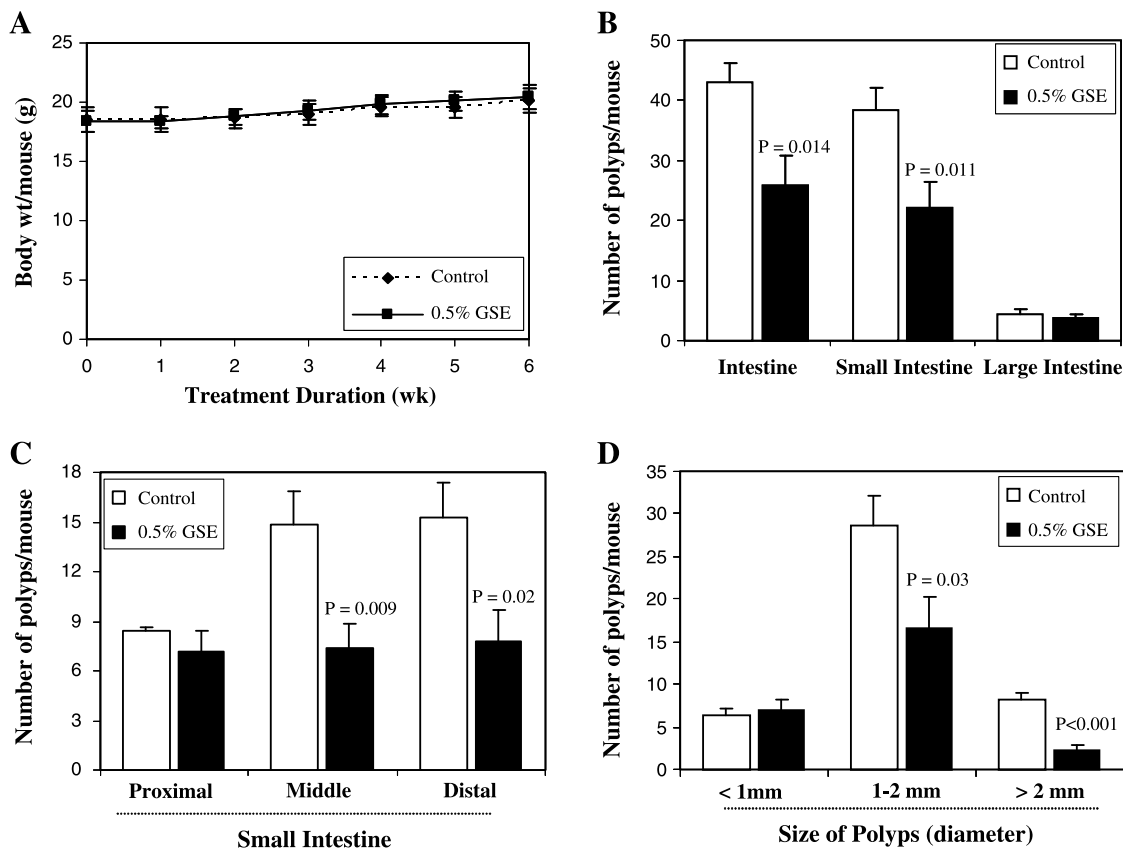 A
Body wt/mouse (g)
25
20
15
10
5
0
Control
0.5% GSE
0 1 2 3 4 5 6
Treatment Duration (wk)
B
Number of polyps/mouse
50
40
30
20
10
0
Control
0.5% GSE
P = 0.014
P = 0.011
Intestine Small Intestine Large Intestine
C
Number of polyps/mouse
18
15
12
9
6
3
0
Control
0.5% GSE
P = 0.009
P = 0.02
Proximal Middle Distal
Small Intestine
D
Number of polyps/mouse
35
30
25
20
15
10
5
0
Control
0.5% GSE
P = 0.03
P<0.001
< 1mm 1-2 mm > 2 mm
Size of Polyps (diameter)